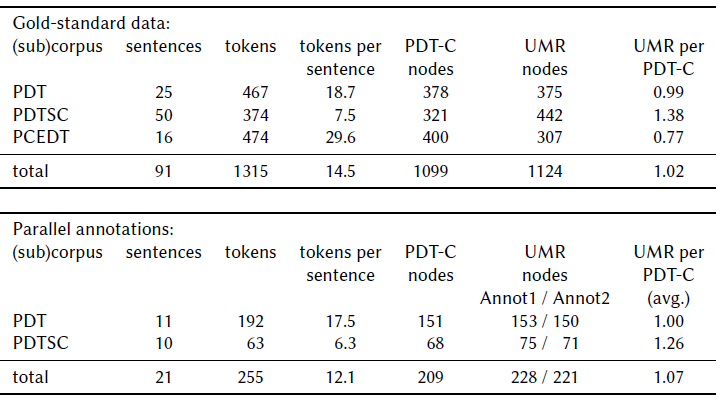 Gold-standard data:
(sub)corpus sentences tokens tokens per PDT-C UMR UMR per
sentence nodes nodes PDT-C
PDT 25 467 18.7 378 375 0.99
PDTSC 50 374 7.5 321 442 1.38
PCEDT 16 474 29.6 400 307 0.77
total 91 1315 14.5 1099 1124 1.02
Parallel annotations:
(sub)corpus sentences tokens tokens per PDT-C UMR UMR per
sentence nodes nodes PDT-C
Annot1 / Annot2 (avg.)
PDT 11 192 17.5 151 153 / 150 1.00
PDTSC 10 63 6.3 68 75 / 71 1.26
total 21 255 12.1 209 228 / 221 1.07